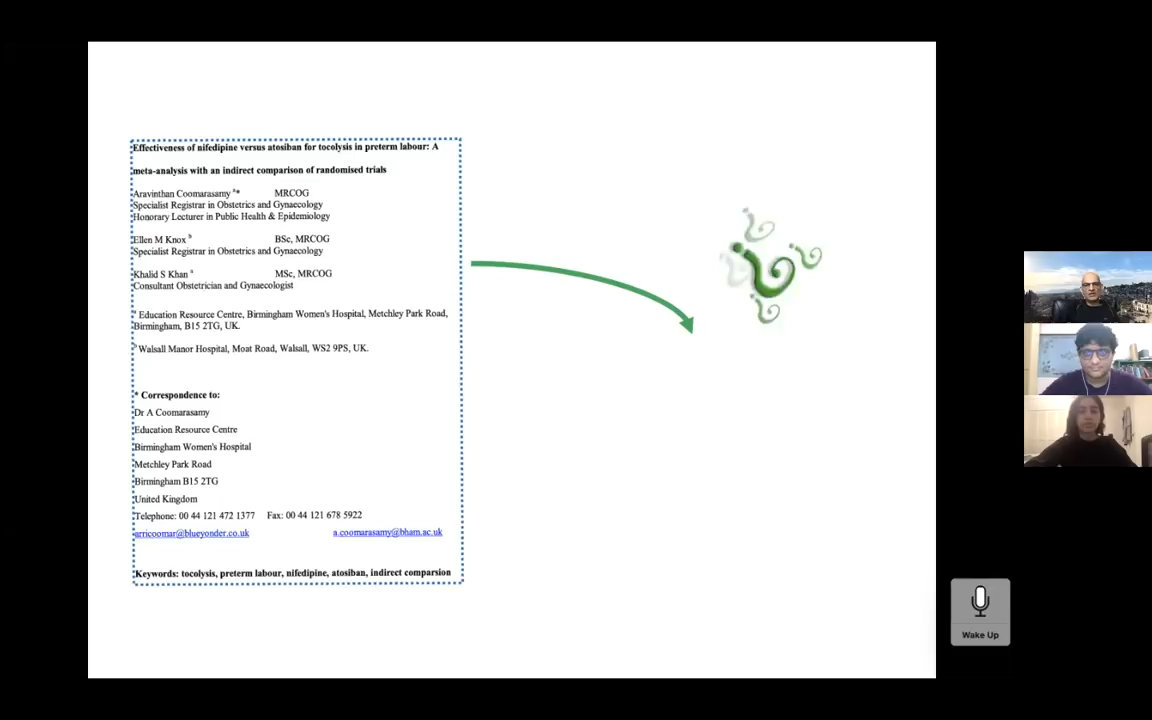 Effectiveness of nifedipine versus atosiban for tocolysis in preterm labour: A
meta-analysis with an indirect comparison of randomised trials
Aravinthan Coomarasamy a* MRCOG
Specialist Registrar in Obstetrics and Gynaecology
Honorary Lecturer in Public Health & Epidemiology
Ellen M Knox b BSc, MRCOG
Specialist Registrar in Obstetrics and Gynaecology
Khalid S Khan a MSc, MRCOG
Consultant Obstetrician and Gynaecologist
a Education Resource Centre, Birmingham Women's Hospital, Metchley Park Road,
Birmingham, B15 2TG, UK.
b Walsall Manor Hospital, Moat Road, Walsall, WS2 9PS, UK.
* Correspondence to:
Dr A Coomarasamy
Education Resource Centre
Birmingham Women's Hospital
Metchley Park Road
Birmingham B15 2TG
United Kingdom
Telephone: 00 44 121 472 1377 Fax: 00 44 121 678 5922
arricoomar@blueyonder.co.uk a.coomarasamy@bham.ac.uk
Keywords: tocolysis, preterm labour, nifedipine, atosiban, indirect comparsion
Wake Up